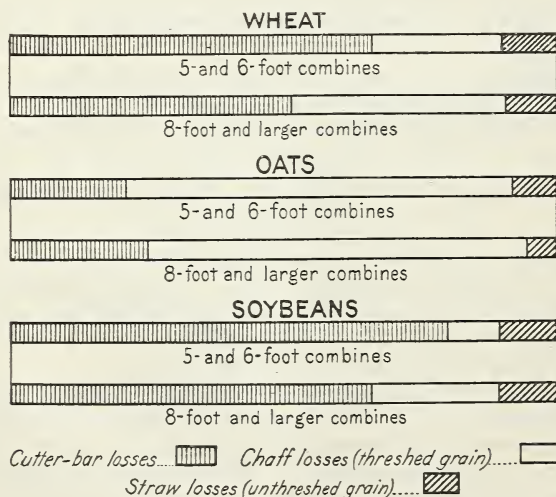 WHEAT
5-and 6-foot combines
8-foot and larger combines
OATS
5-and 6-foot combines
8-foot and larger combines
SOYBEANS
5-and 6-foot combines
8-foot and larger combines
Cutter-bar losses.... Chaff losses (threshed grain).....
Straw losses (unthreshed grain).....